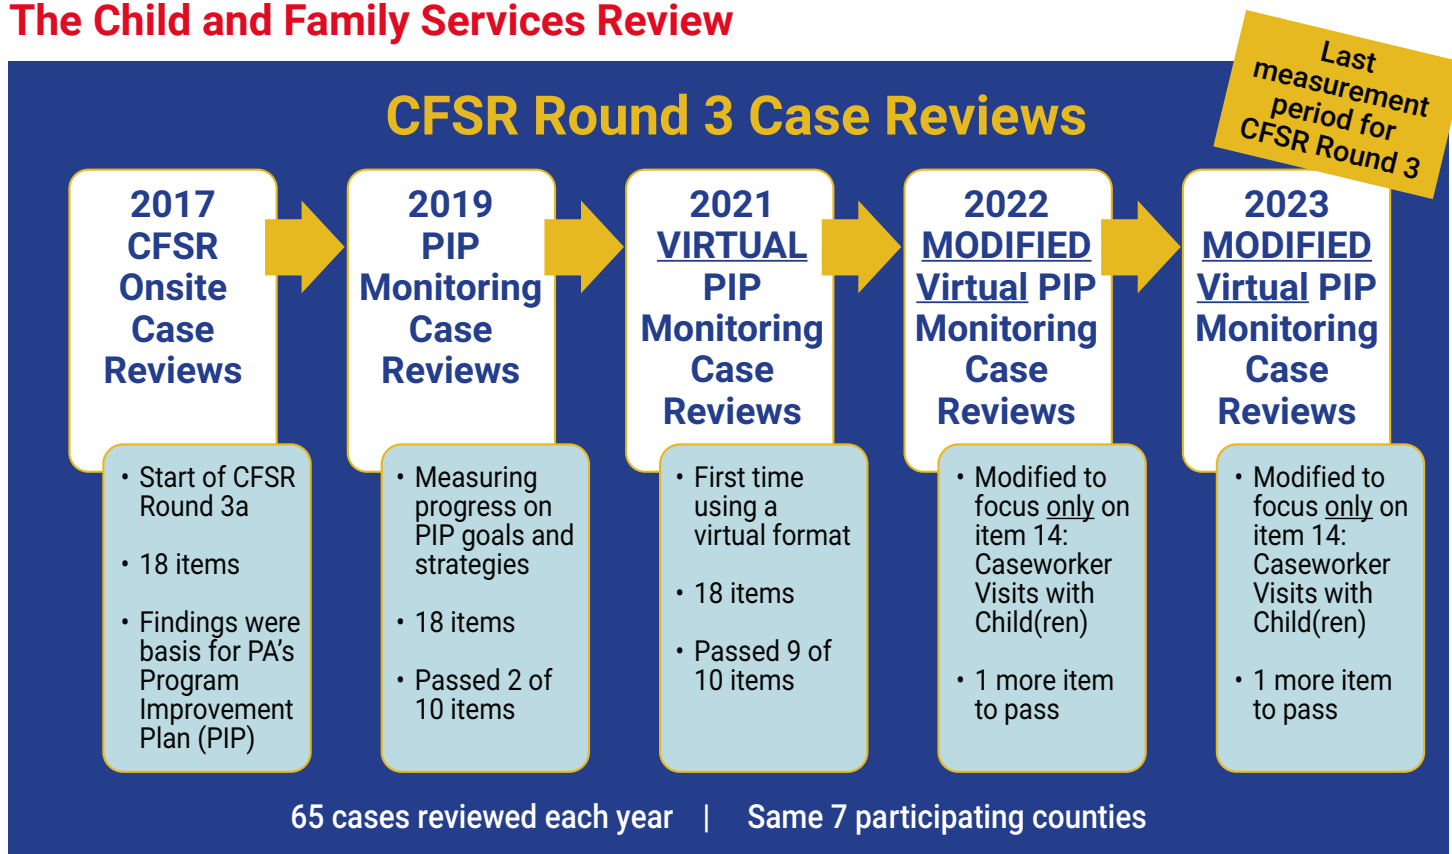 The Child and Family Services Review
Last
measurement
period for
CFSR Round 3
CFSR Round 3 Case Reviews
2017
CFSR
Onsite
Case
Reviews
• Start of CFSR
Round 3a
• 18 items
• Findings were
basis for PA's
Program
Improvement
Plan (PIP)
2019
PIP
Monitoring
Case
Reviews
• Measuring
progress on
PIP goals and
strategies
• 18 items
• Passed 2 of
10 items
2021
VIRTUAL
PIP
Monitoring
Case
Reviews
• First time
using a
virtual format
• 18 items
• Passed 9 of
10 items
2022
MODIFIED
Virtual PIP
Monitoring
Case
Reviews
• Modified to
focus only on
item 14:
Caseworker
Visits with
Child(ren)
• 1 more item
to pass
2023
MODIFIED
Virtual PIP
Monitoring
Case
Reviews
• Modified to
focus only on
item 14:
Caseworker
Visits with
Child(ren)
• 1 more item
to pass
65 cases reviewed each year | Same 7 participating counties